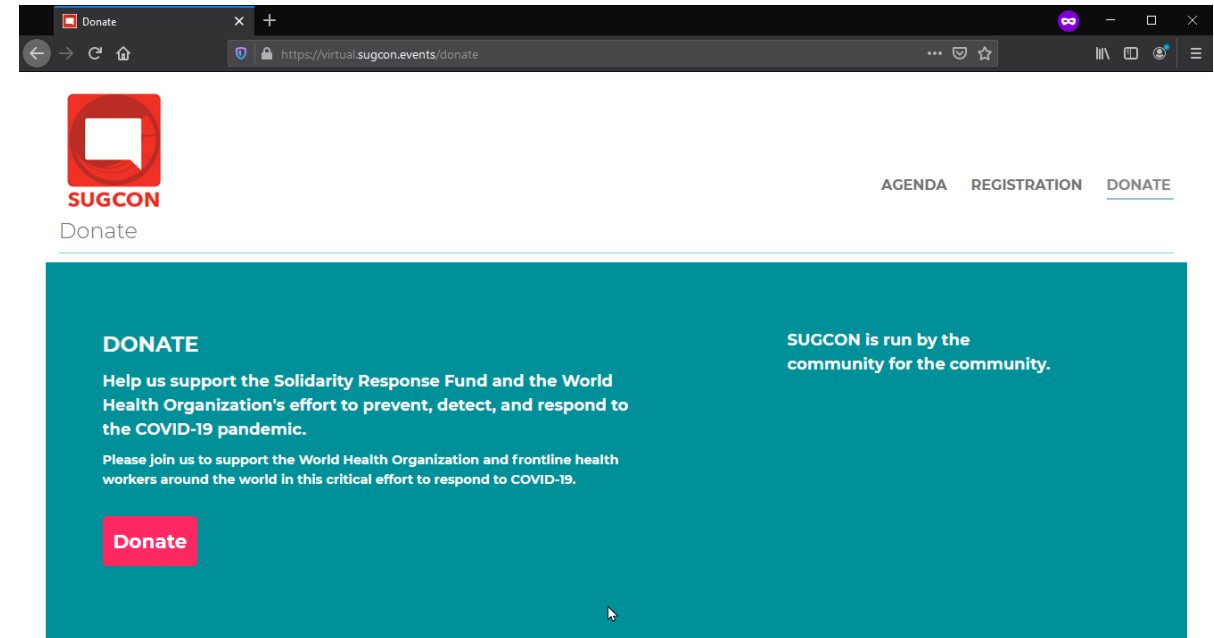 Donate
https://virtual.sugcon.events/donate
SUGCON
AGENDA REGISTRATION DONATE
Donate
DONATE
Help us support the Solidarity Response Fund and the World
Health Organization's effort to prevent, detect, and respond to
the COVID-19 pandemic.
Please join us to support the World Health Organization and frontline health
workers around the world in this critical effort to respond to COVID-19.
Donate
SUGCON is run by the
community for the community.